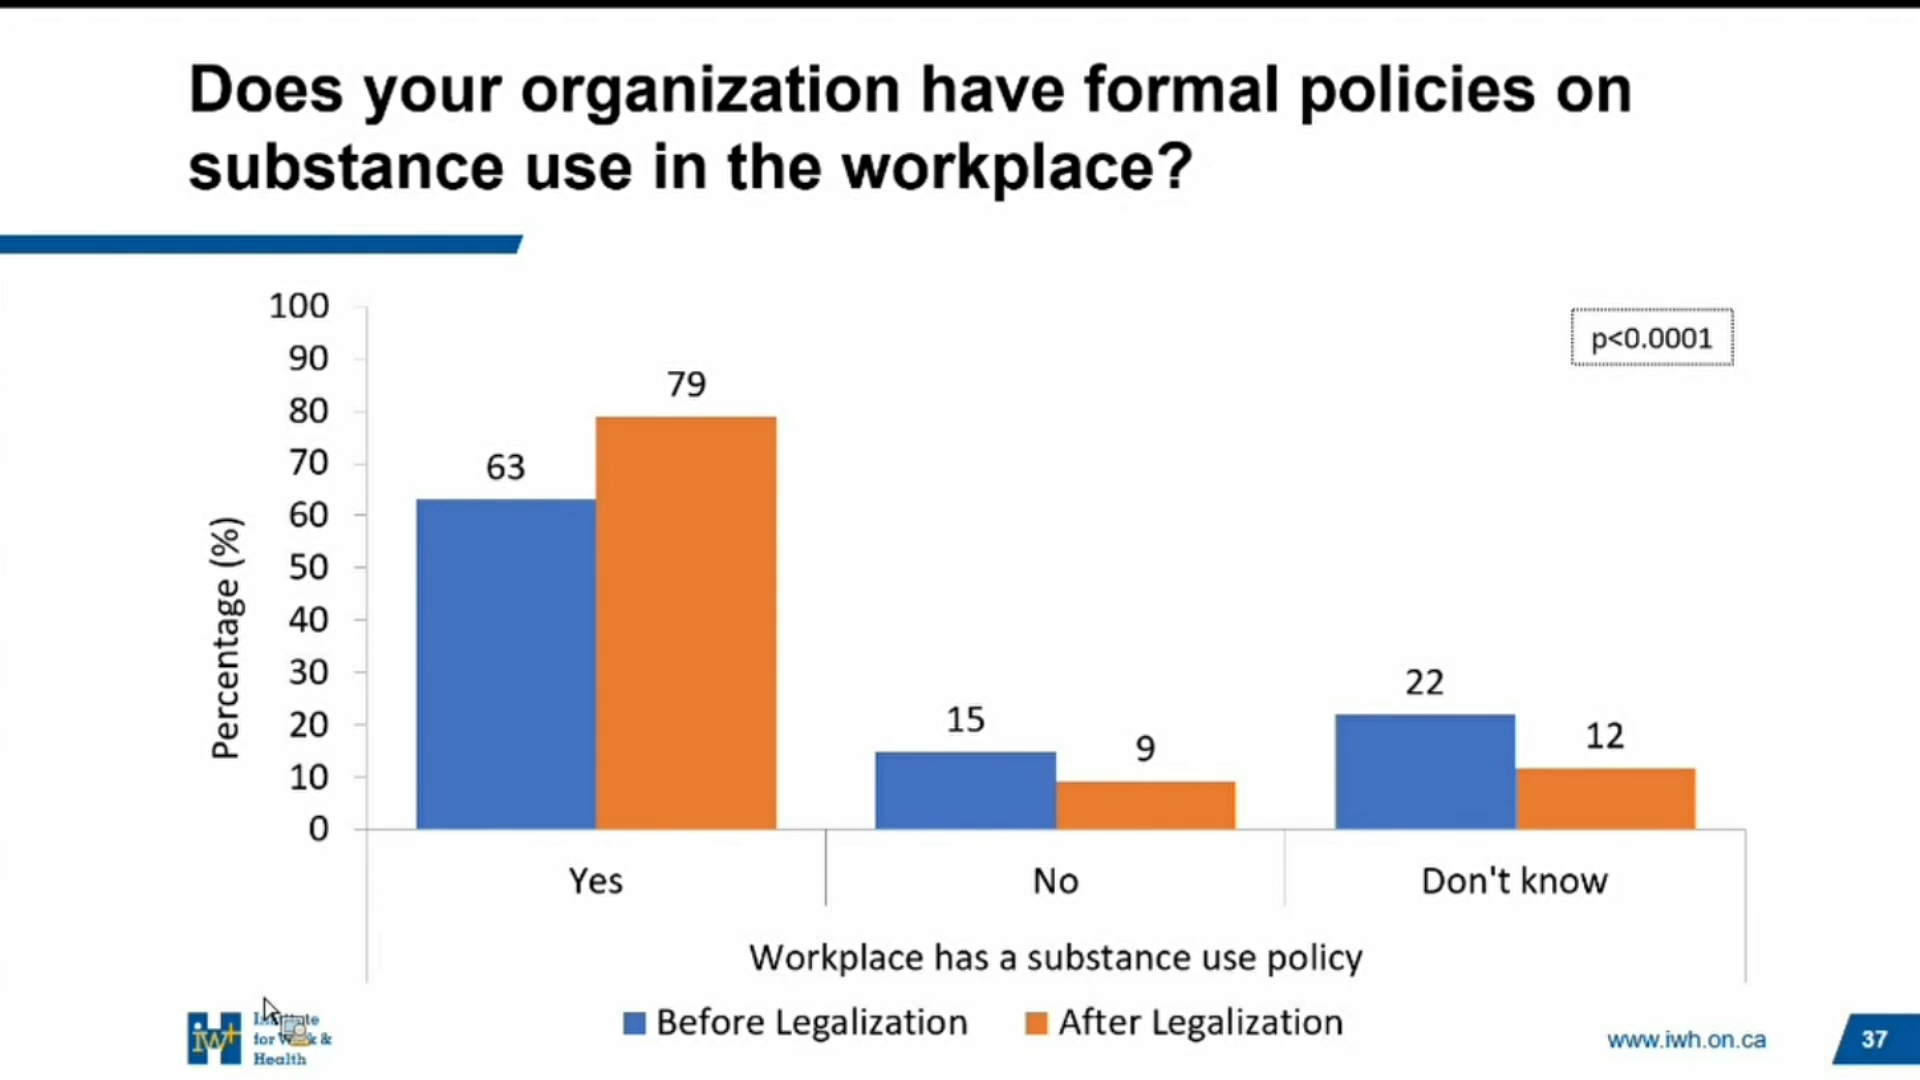 Does your organization have formal policies on
substance use in the workplace?
100
90
80
70
60
50
40
30
20
10
0
Percentage (%)
p<0.0001
63
79
15
9
22
12
Yes
No
Don't know
Workplace has a substance use policy
Before Legalization
After Legalization
iw
for
&
Health
www.iwh.on.ca
37